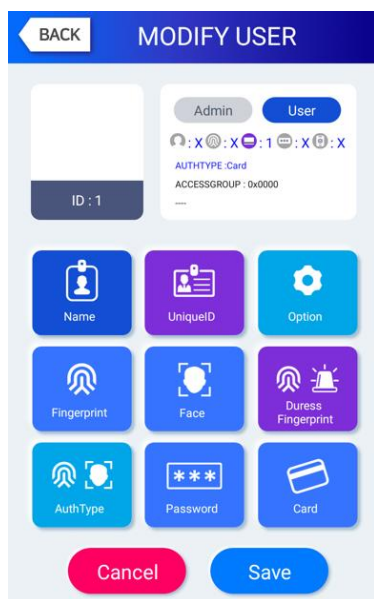 BACK
MODIFY USER
Admin
User
: X : X : 1 : X : X
AUTHTYPE :Card
ACCESSGROUP : 0x0000
----
ID : 1
Name
UniqueID
Option
Fingerprint
Face
Duress
Fingerprint
AuthType
***
Password
Card
Cancel
Save